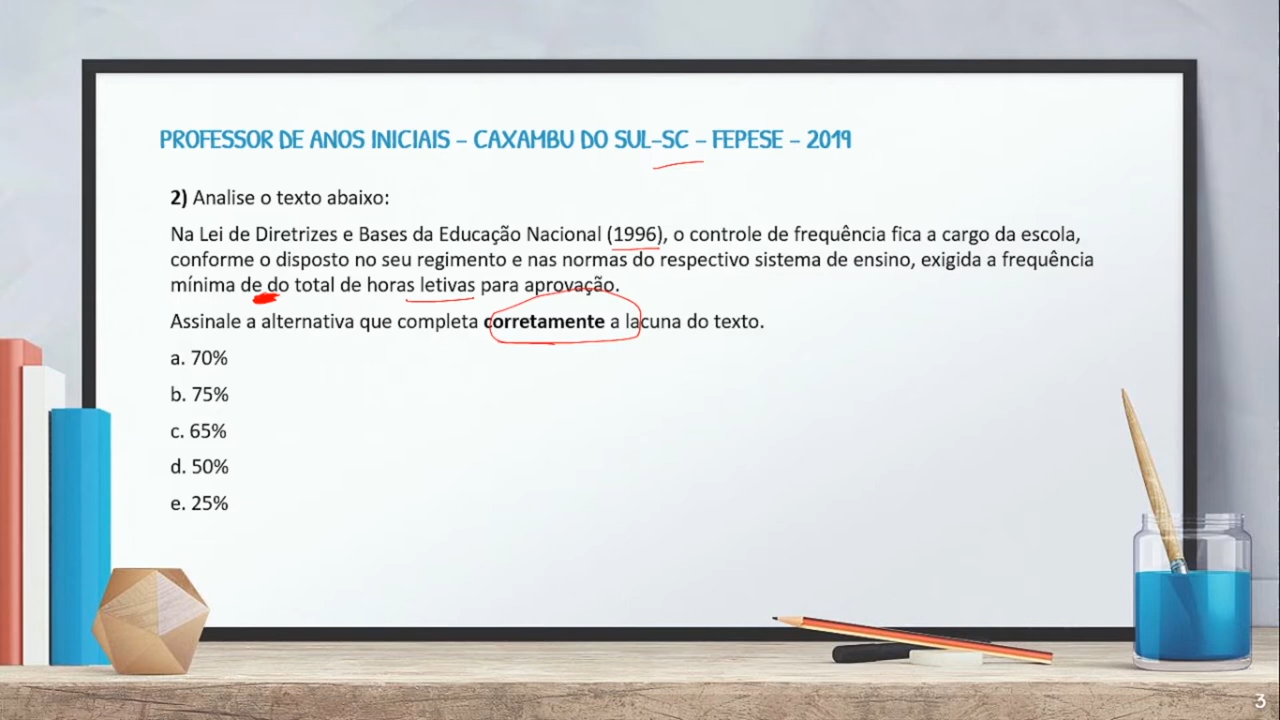 PROFESSOR DE ANOS INICIAIS – CAXAMBU DO SUL-SC – FEPESE – 2019
2) Analise o texto abaixo:
Na Lei de Diretrizes e Bases da Educação Nacional (1996), o controle de frequência fica a cargo da escola,
conforme o disposto no seu regimento e nas normas do respectivo sistema de ensino, exigida a frequência
mínima de do total de horas letivas para aprovação.
Assinale a alternativa que completa corretamente a lacuna do texto.
a. 70%
b. 75%
c. 65%
d. 50%
e. 25%
3